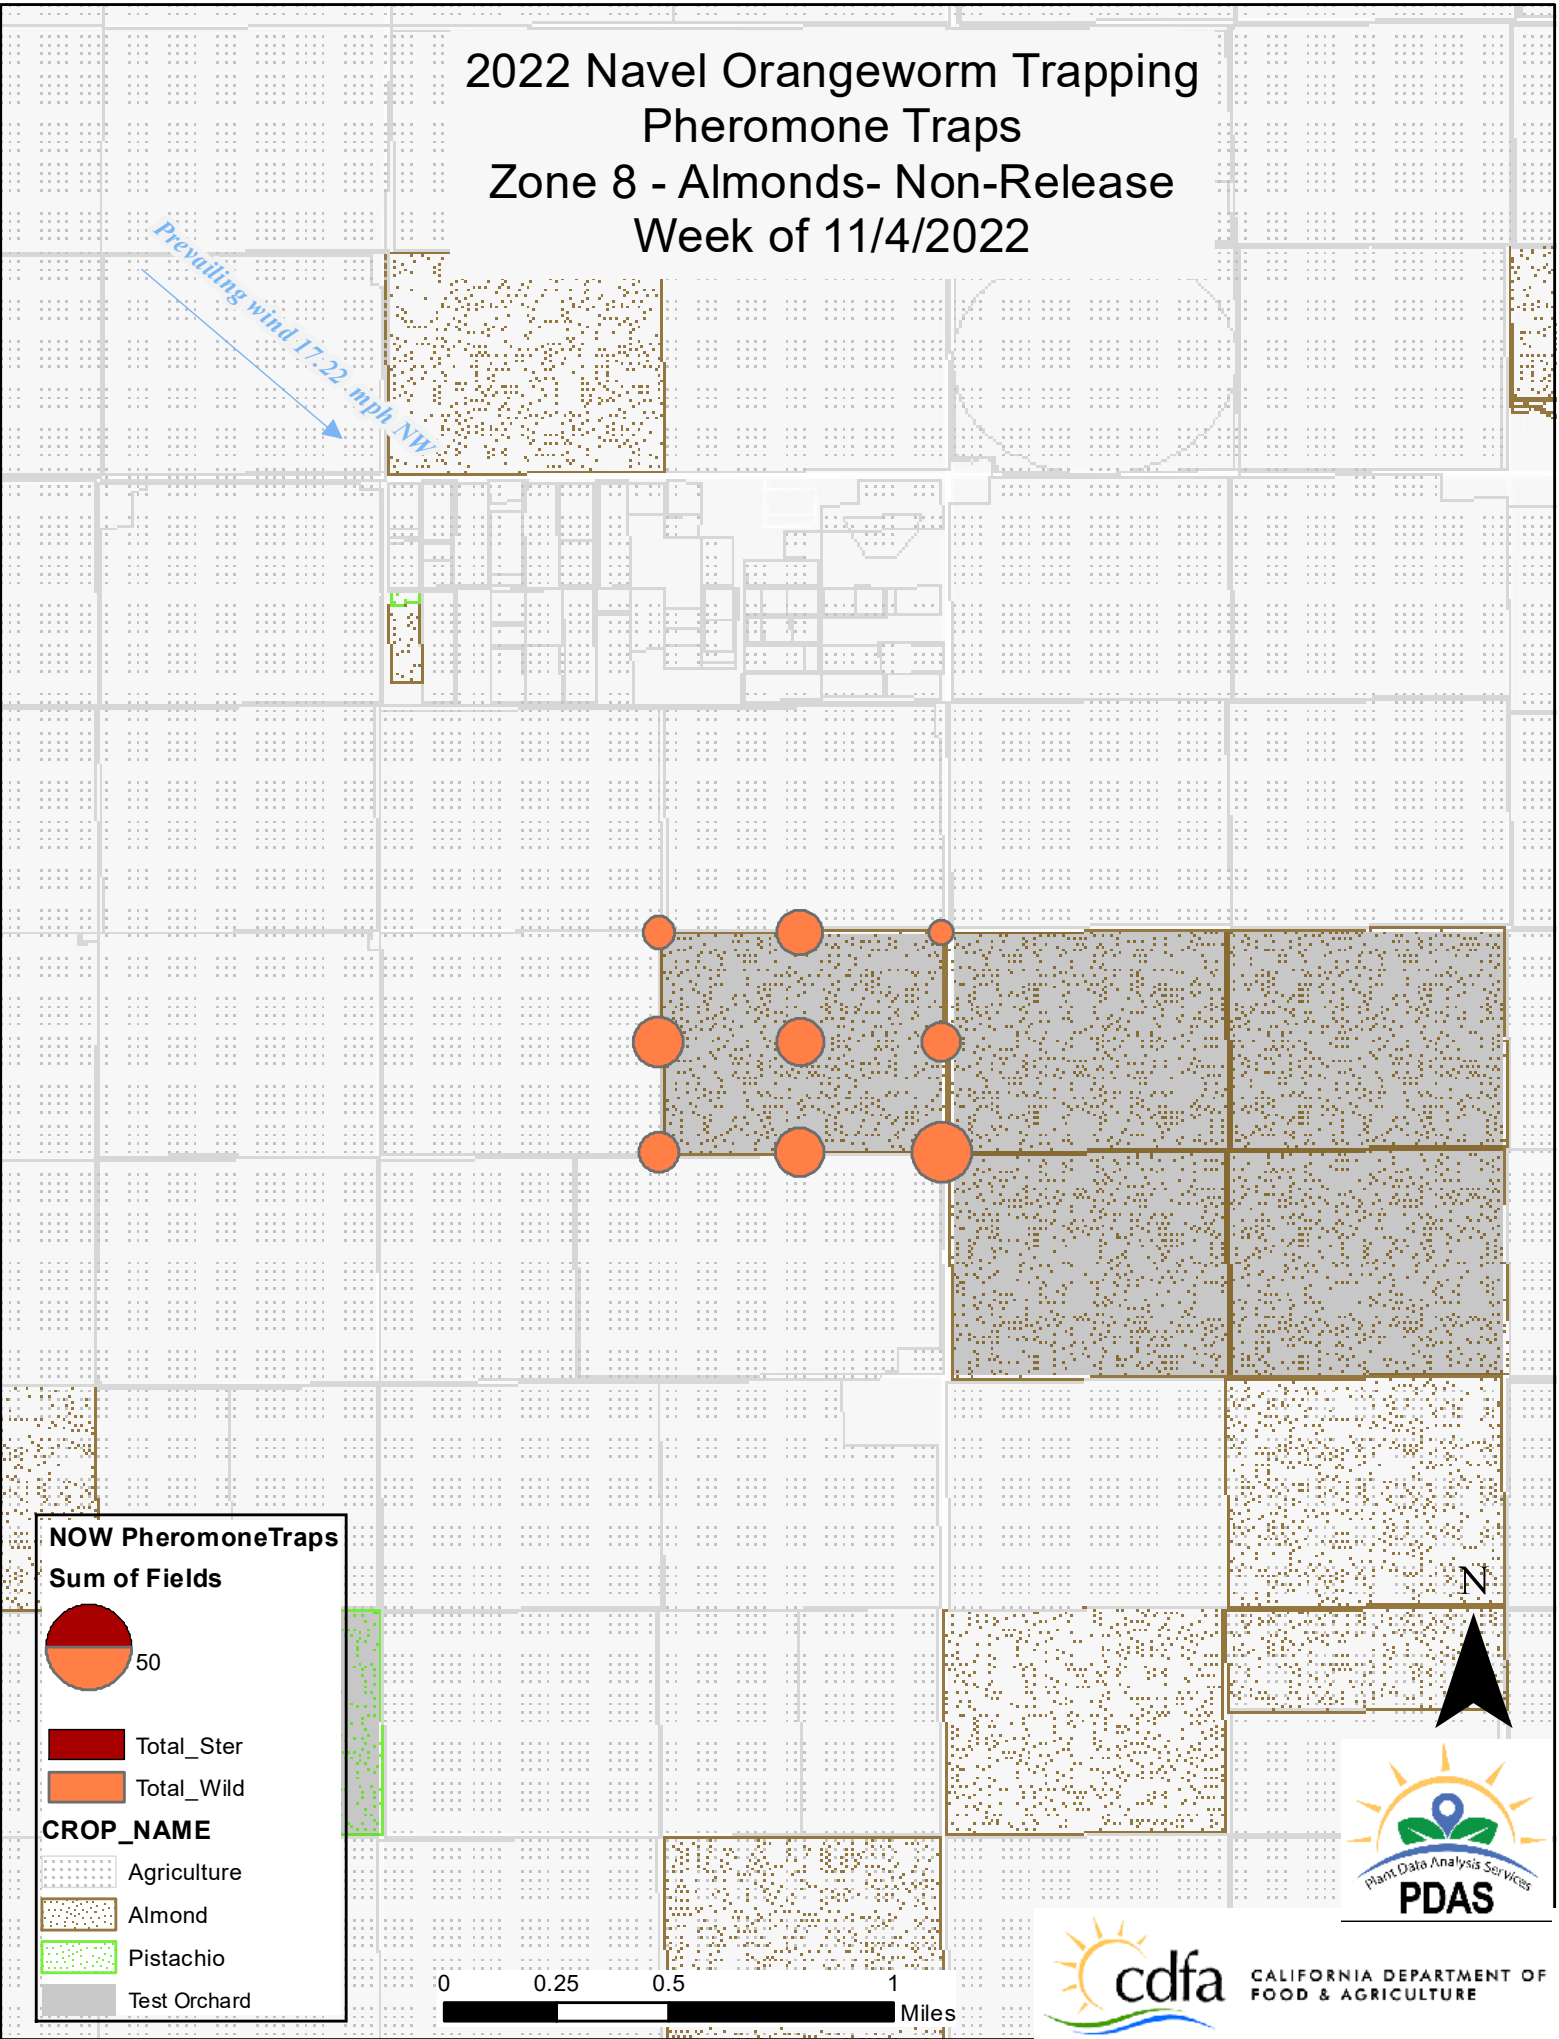 2022 Navel Orangeworm Trapping
Pheromone Traps
Zone 8 - Almonds- Non-Release
Week of 11/4/2022
Prevailing wind 17.22 mph NW
NOW PheromoneTraps
Sum of Fields
50
Total_Ster
Total_Wild
CROP_NAME
Agriculture
Almond
Pistachio
Test Orchard
0 0.25 0.5 1
Miles
N
Plant Data Analysis Services
PDAS
cdfa
CALIFORNIA DEPARTMENT OF
FOOD & AGRICULTURE